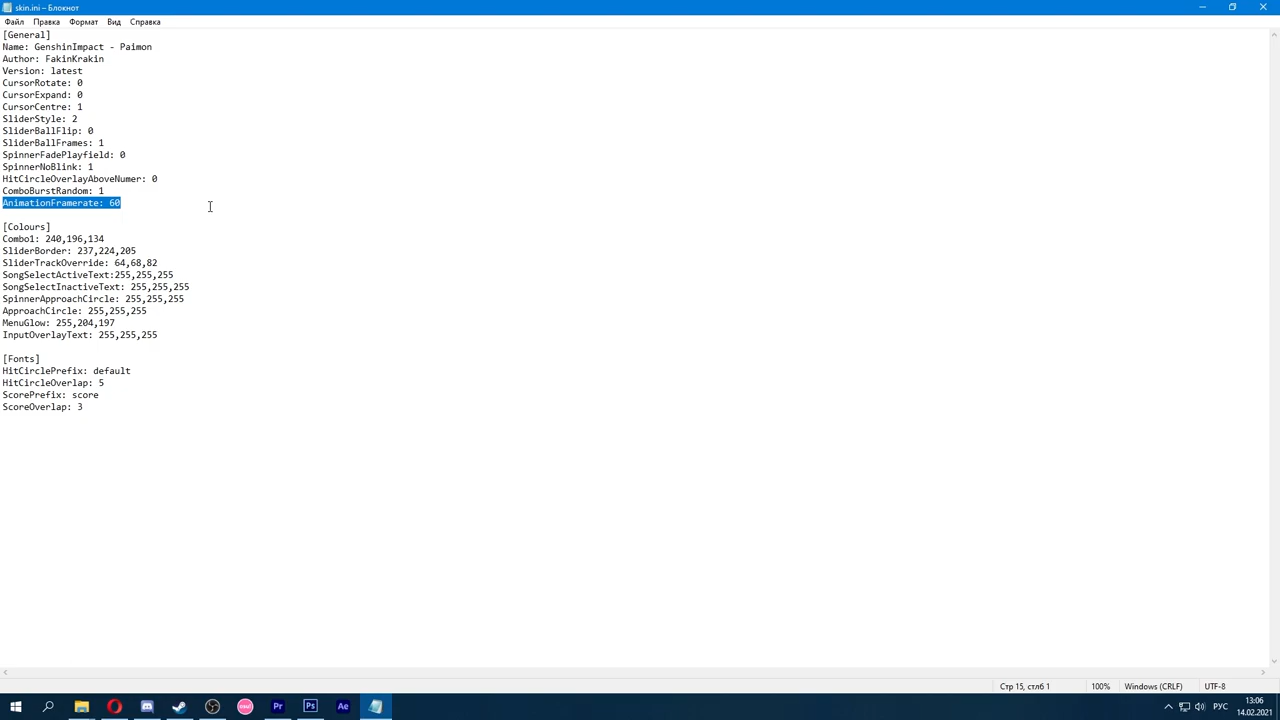 skin.ini – Блокнот
Файл Правка Формат Вид Справка
[General]
Name: GenshinImpact - Paimon
Author: FakinKrakin
Version: latest
CursorRotate: 0
CursorExpand: 0
CursorCentre: 1
SliderStyle: 2
SliderBallFlip: 0
SliderBallFrames: 1
SpinnerFadePlayfield: 0
SpinnerNoBlink: 1
HitCircleOverlayAboveNumer: 0
ComboBurstRandom: 1
AnimationFramerate: 60
[Colours]
Combo1: 240,196,134
SliderBorder: 237,224,205
SliderTrackOverride: 64,68,82
SongSelectActiveText:255,255,255
SongSelectInactiveText: 255,255,255
SpinnerApproachCircle: 255,255,255
ApproachCircle: 255,255,255
MenuGlow: 255,204,197
InputOverlayText: 255,255,255
[Fonts]
HitCirclePrefix: default
HitCircleOverlap: 5
ScorePrefix: score
ScoreOverlap: 3
Стр 15, стлб 1 100% Windows (CRLF) UTF-8
osu! Pr Ps Ae РУС 13:06
14.02.2021